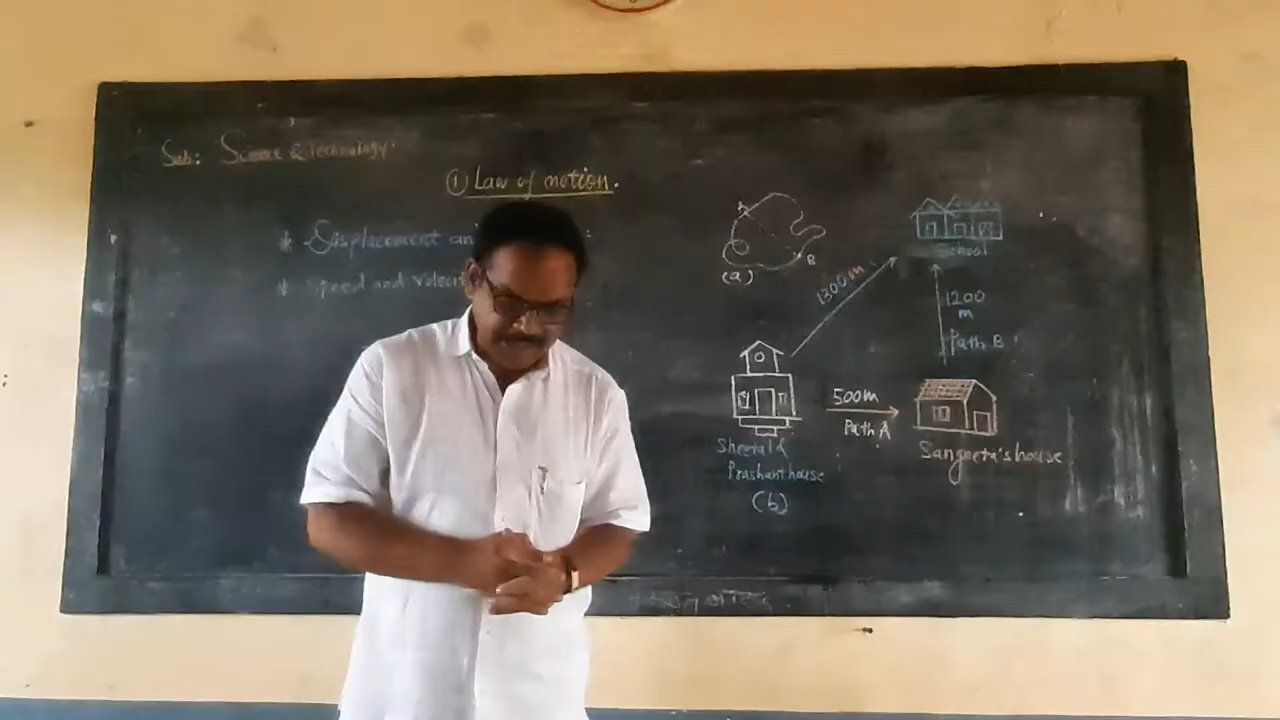 Sub: Science & Technology.
① Law of motion.
* Displacement an
* Speed and Veloci
A
B
(a)
School
1300m
1200
m
Path B
500m
Path A
Sheetal &
Prashant house
(b)
Sangeeta's house